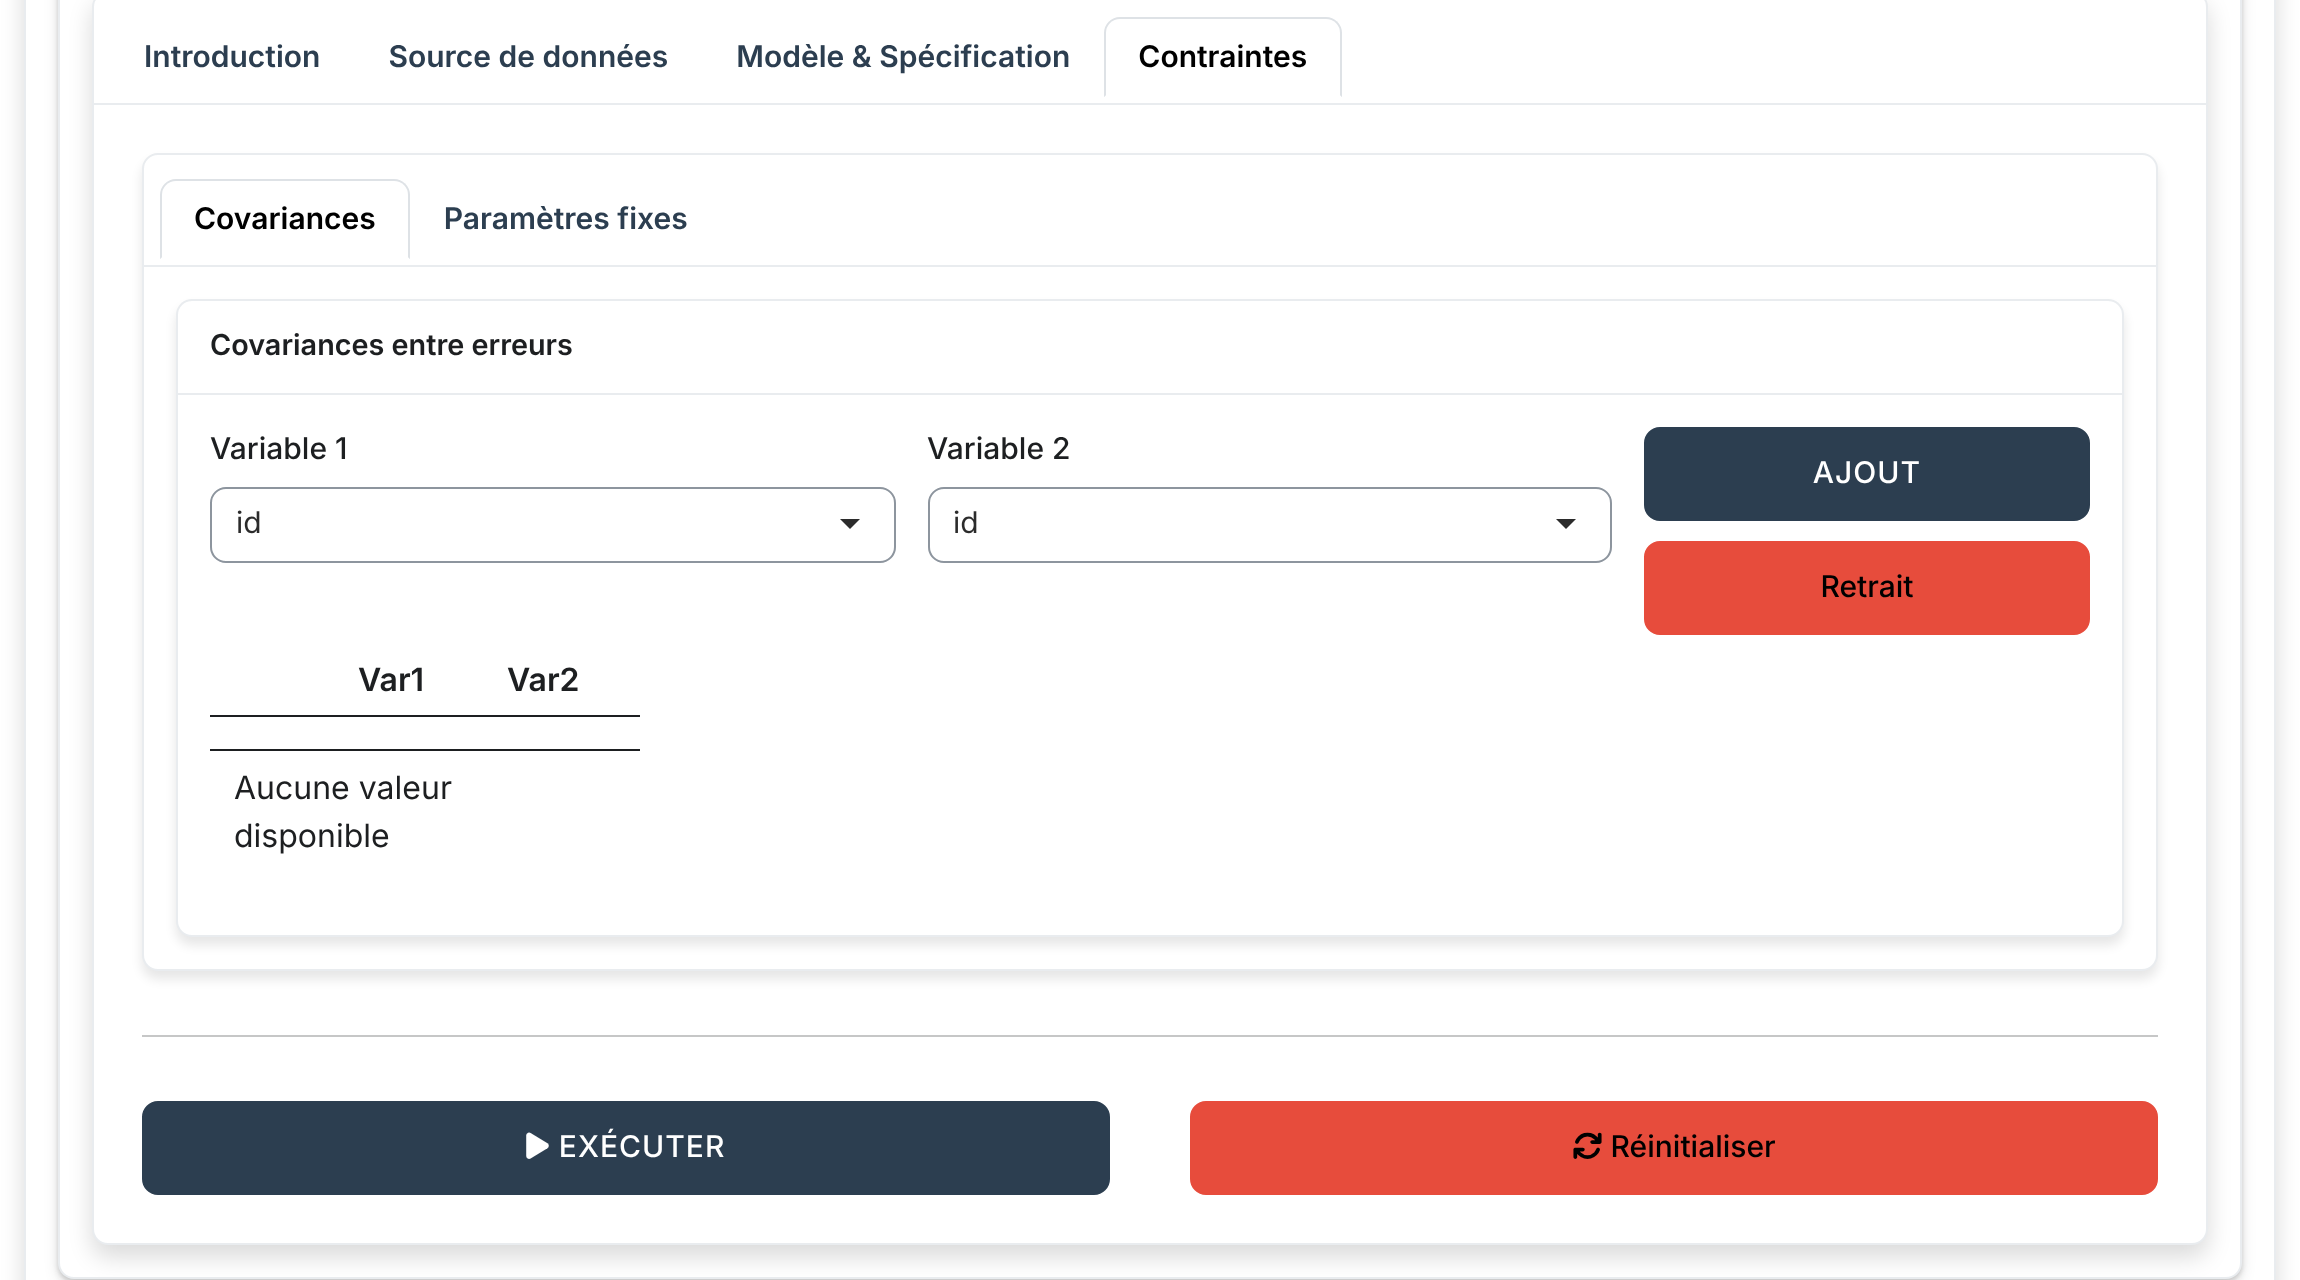 Introduction Source de données Modèle & Spécification Contraintes
Covariances Paramètres fixes
Covariances entre erreurs
Variable 1 Variable 2
id id
AJOUT
Retrait
Var1 Var2
Aucune valeur
disponible
EXÉCUTER Réinitialiser